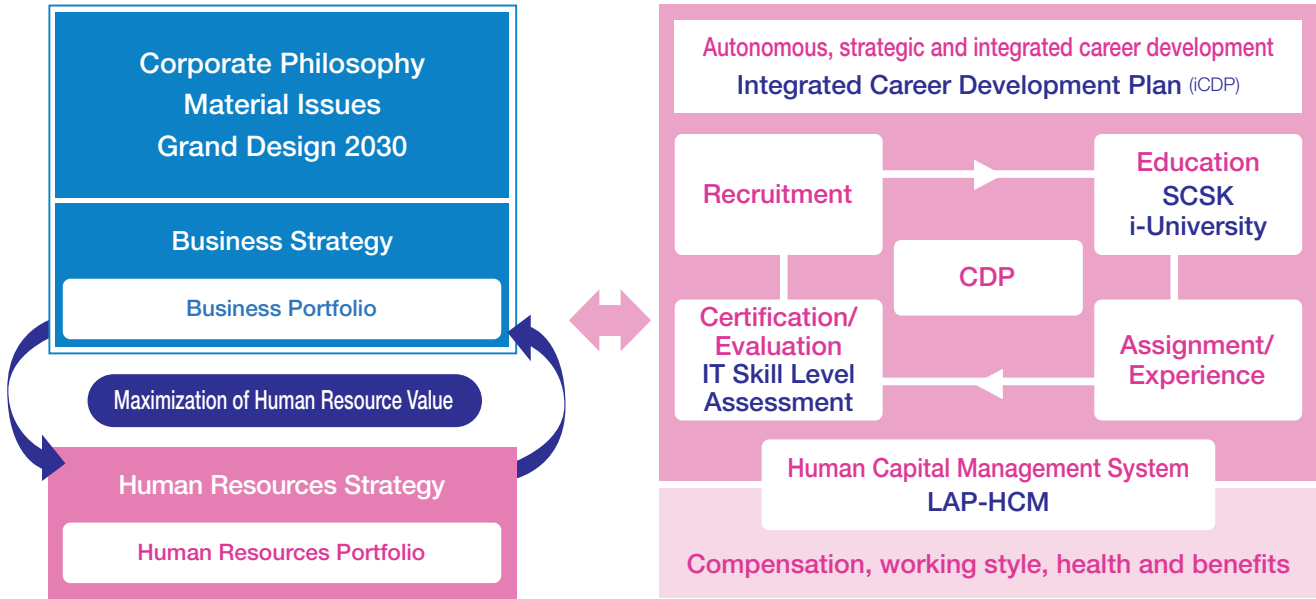 Corporate Philosophy
Material Issues
Grand Design 2030
Business Strategy
Business Portfolio
Maximization of Human Resource Value
Human Resources Strategy
Human Resources Portfolio
Autonomous, strategic and integrated career development
Integrated Career Development Plan (iCDP)
Recruitment
Education
SCSK
i-University
CDP
Certification/
Evaluation
IT Skill Level
Assessment
Assignment/
Experience
Human Capital Management System
LAP-HCM
Compensation, working style, health and benefits